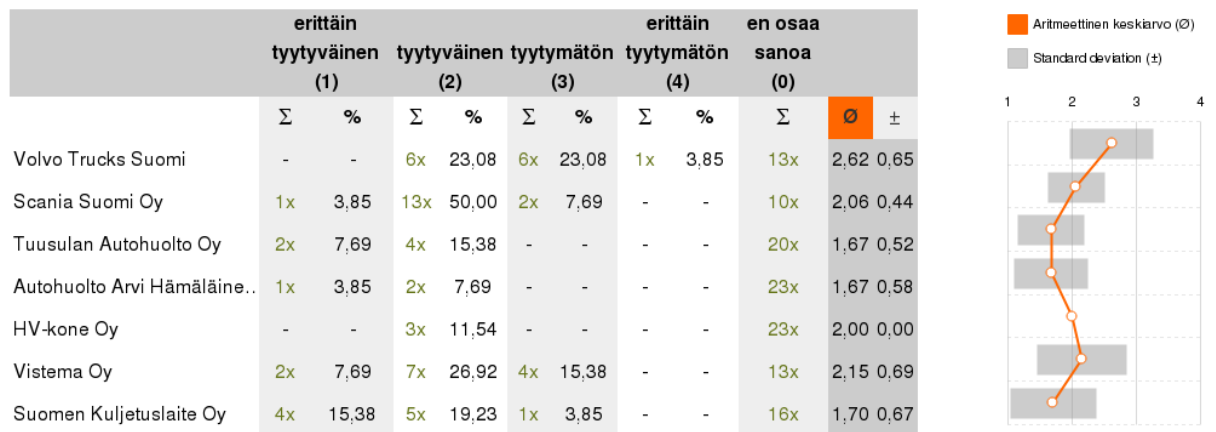 erittäin tyytyväinen (1) tyytyväinen (2) tyytymätön (3) erittäin tyytymätön (4) en osaa sanoa (0)
Σ % Σ % Σ % Σ % Σ Ø ±
Volvo Trucks Suomi - - 6x 23,08 6x 23,08 1x 3,85 13x 2,62 0,65
Scania Suomi Oy 1x 3,85 13x 50,00 2x 7,69 - - 10x 2,06 0,44
Tuusulan Autohuolto Oy 2x 7,69 4x 15,38 - - - - 20x 1,67 0,52
Autohuolto Arvi Hämäläine.. 1x 3,85 2x 7,69 - - - - 23x 1,67 0,58
HV-kone Oy - - 3x 11,54 - - - - 23x 2,00 0,00
Vistema Oy 2x 7,69 7x 26,92 4x 15,38 - - 13x 2,15 0,69
Suomen Kuljetuslaite Oy 4x 15,38 5x 19,23 1x 3,85 - - 16x 1,70 0,67
Aritmeettinen keskiarvo (Ø)
Standard deviation (±)
1 2 3 4